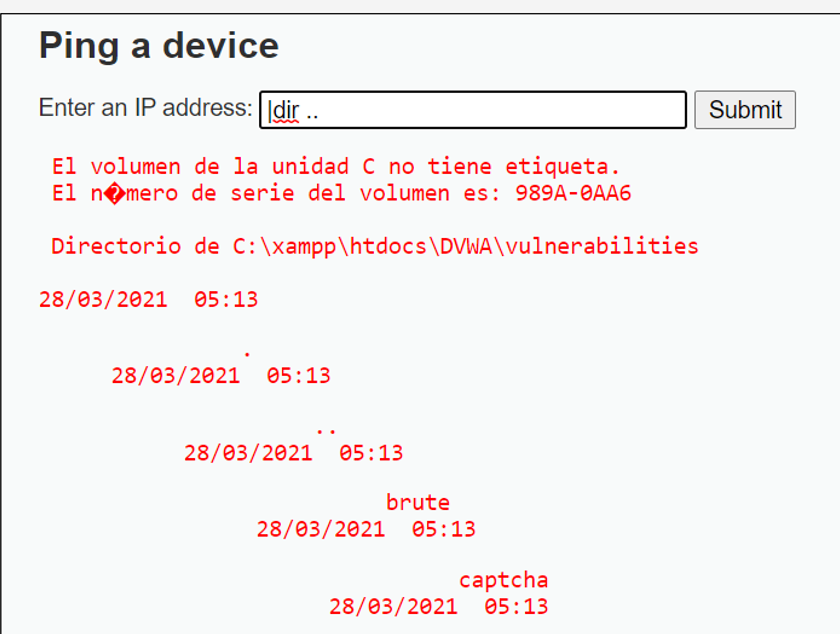 Ping a device
Enter an IP address: |dir .. Submit
El volumen de la unidad C no tiene etiqueta.
El n�mero de serie del volumen es: 989A-0AA6
Directorio de C:\xampp\htdocs\DVWA\vulnerabilities
28/03/2021 05:13
.
28/03/2021 05:13
..
28/03/2021 05:13
brute
28/03/2021 05:13
captcha
28/03/2021 05:13